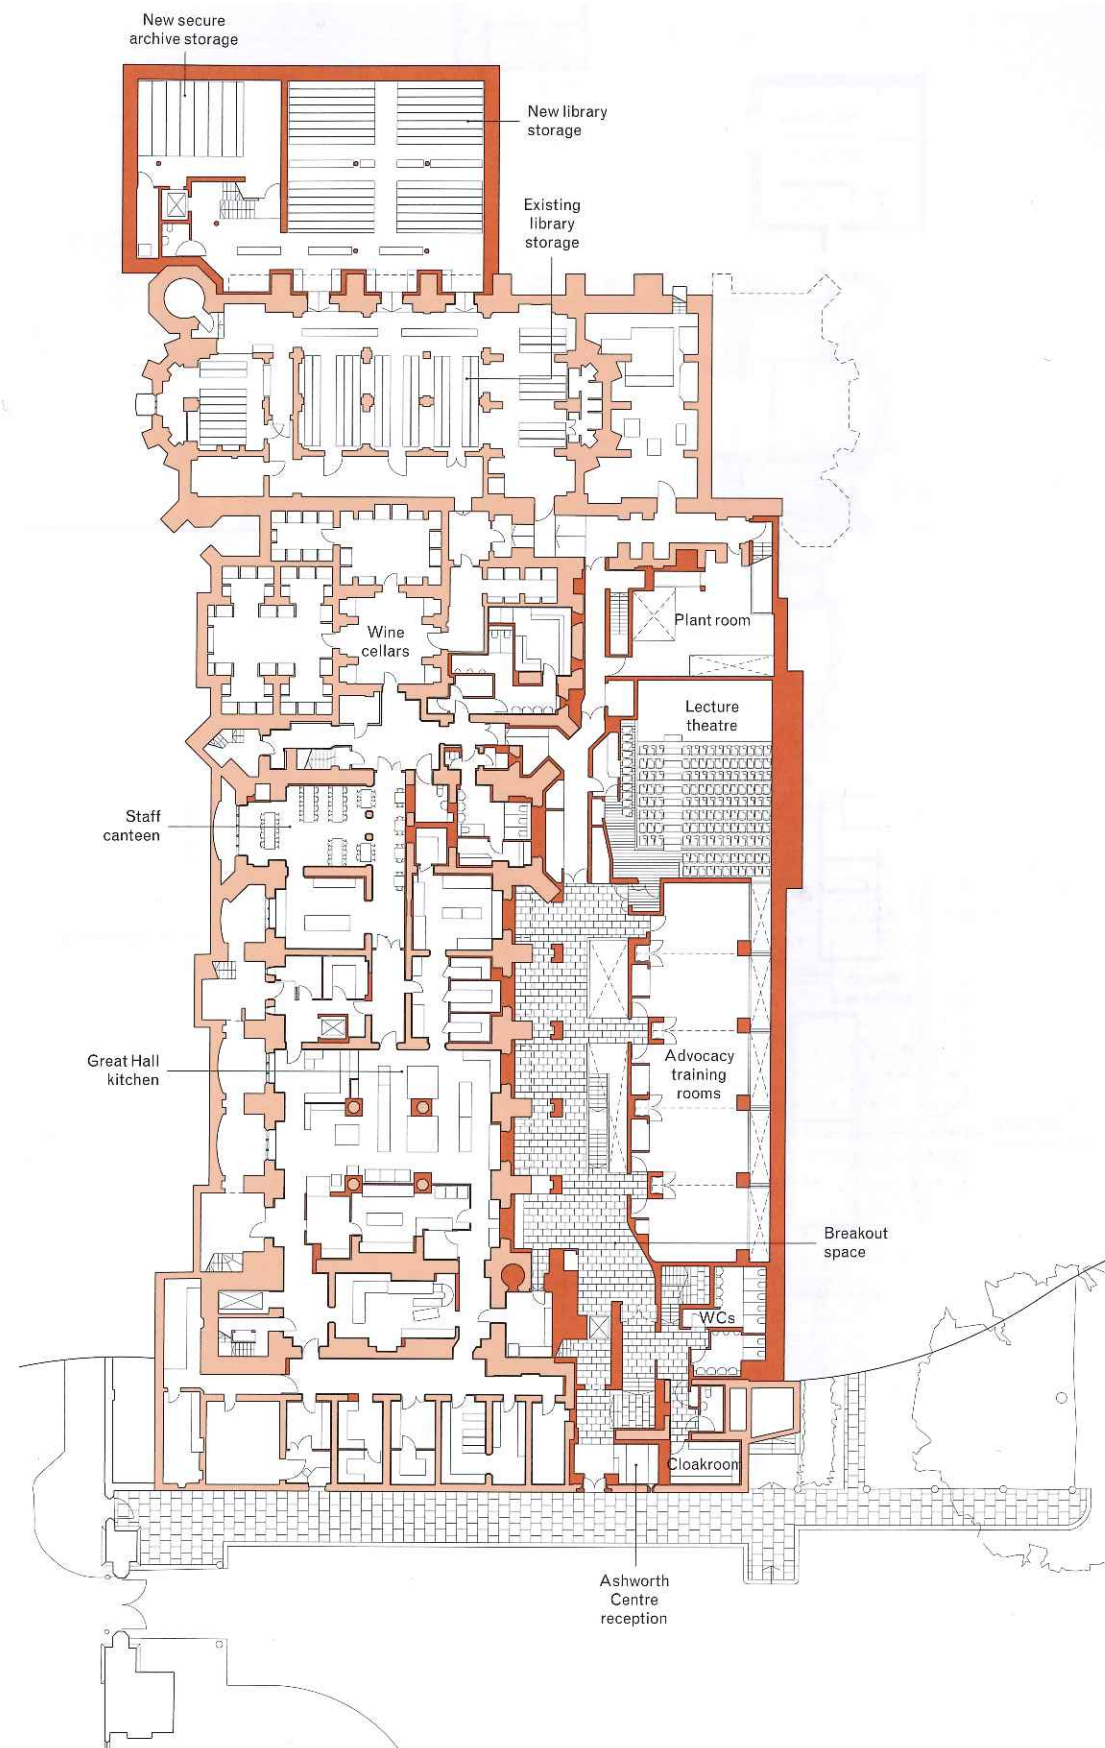 New secure
archive storage
New library
storage
Existing
library
storage
Plant room
Wine
cellars
Lecture
theatre
Staff
canteen
Great Hall
kitchen
Advocacy
training
rooms
Breakout
space
WCs
Cloakroom
Ashworth
Centre
reception